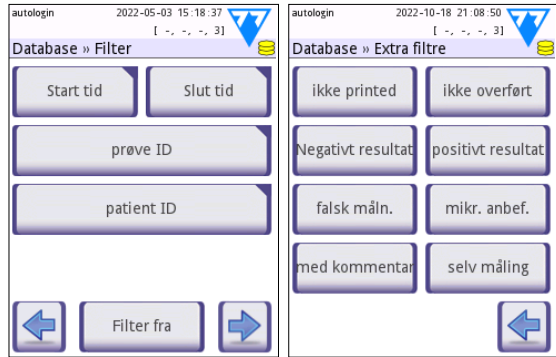 autologin 2022-05-03 15:18:37
[ -, -, -, 3]
Database » Filter
Start tid Slut tid
prøve ID
patient ID
Filter fra
autologin 2022-10-18 21:08:50
[ -, -, -, 3]
Database » Extra filtre
ikke printed ikke overført
Negativt resultat positivt resultat
falsk måln. mikr. anbef.
med kommentar selv måling